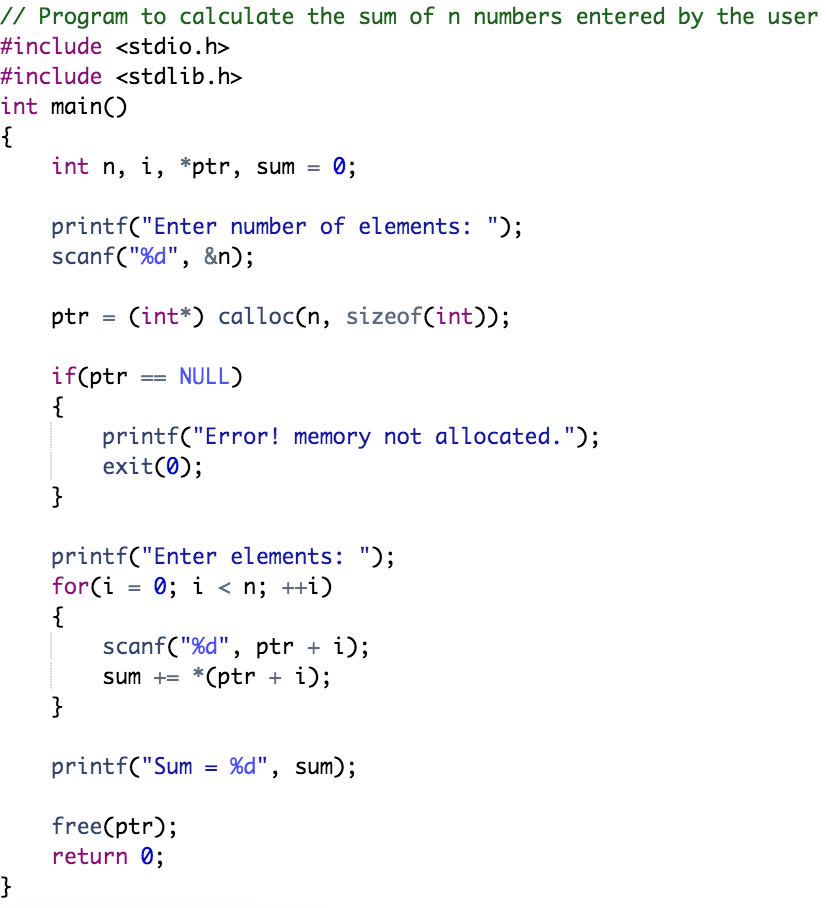 // Program to calculate the sum of n numbers entered by the user
#include <stdio.h>
#include <stdlib.h>
int main()
{
    int n, i, *ptr, sum = 0;

    printf("Enter number of elements: ");
    scanf("%d", &n);

    ptr = (int*) calloc(n, sizeof(int));

    if(ptr == NULL)
    {
        printf("Error! memory not allocated.");
        exit(0);
    }

    printf("Enter elements: ");
    for(i = 0; i < n; ++i)
    {
        scanf("%d", ptr + i);
        sum += *(ptr + i);
    }

    printf("Sum = %d", sum);

    free(ptr);
    return 0;
}